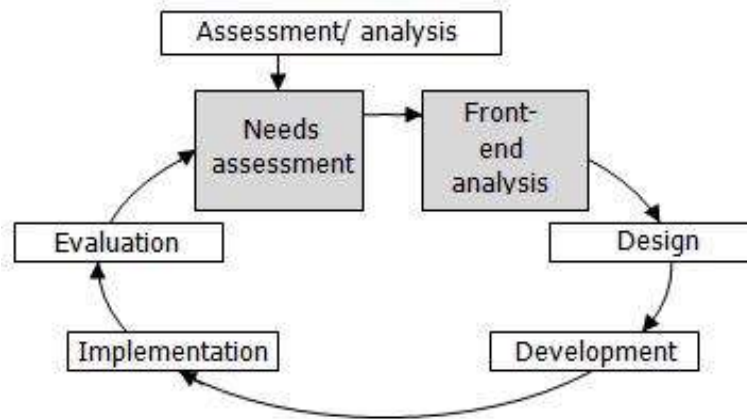 Assessment/ analysis
Needs
assessment
Front-
end
analysis
Evaluation
Design
Implementation
Development